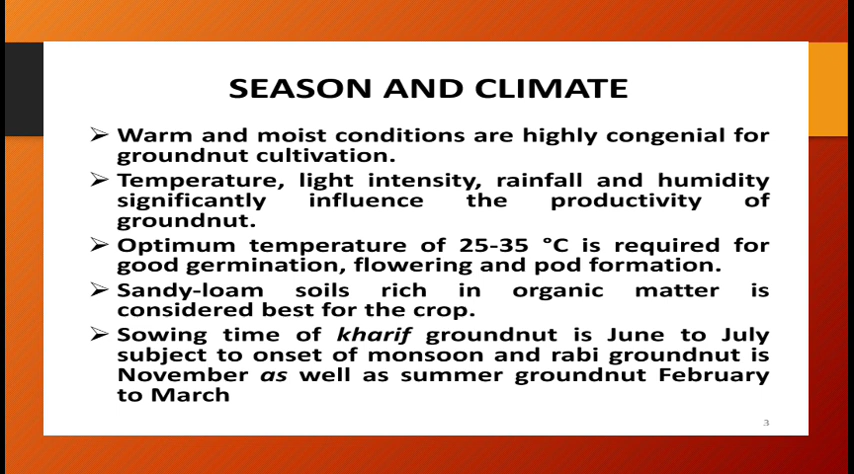 SEASON AND CLIMATE
➢ Warm and moist conditions are highly congenial for
groundnut cultivation.
➢ Temperature, light intensity, rainfall and humidity
significantly influence the productivity of
groundnut.
➢ Optimum temperature of 25-35 °C is required for
good germination, flowering and pod formation.
➢ Sandy-loam soils rich in organic matter is
considered best for the crop.
➢ Sowing time of kharif groundnut is June to July
subject to onset of monsoon and rabi groundnut is
November as well as summer groundnut February
to March
3